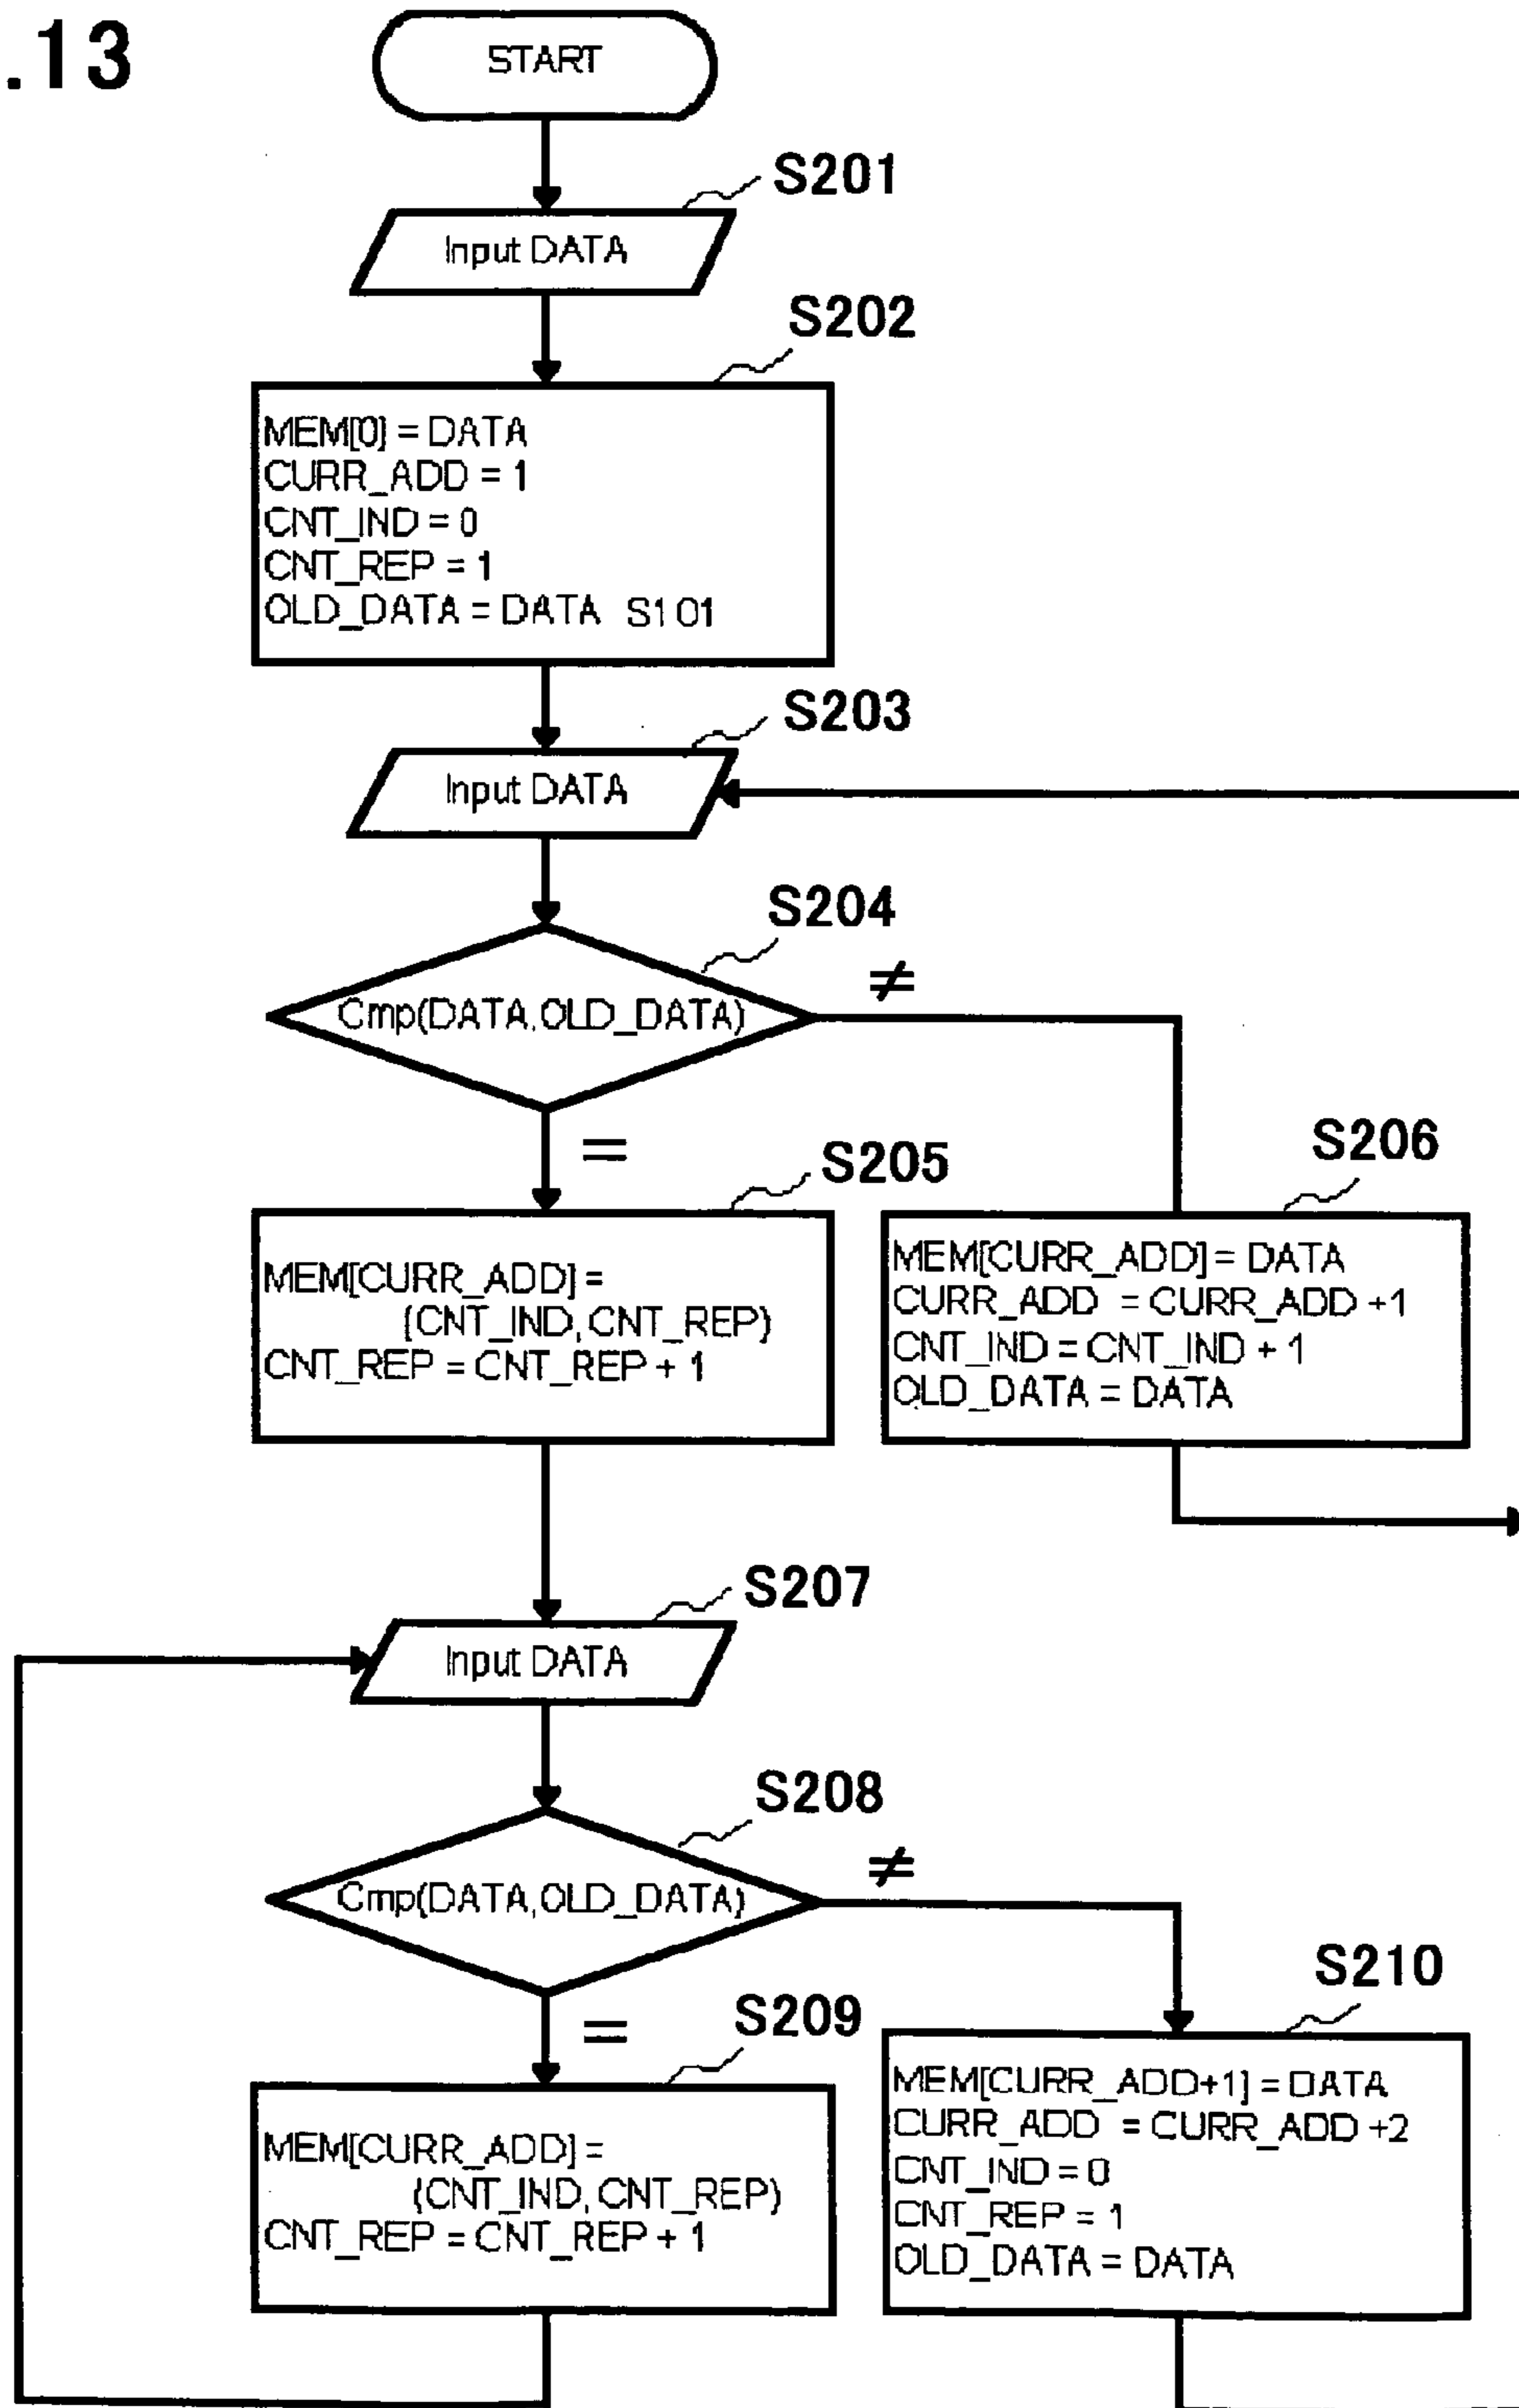 .13
START
S201
Input DATA
S202
MEM[0] = DATA
CURR_ADD = 1
CNT_IND = 0
CNT_REP = 1
OLD_DATA = DATA S101
S203
Input DATA
S204
Cmp(DATA,OLD_DATA)
≠
=
S205
MEM[CURR_ADD] =
{CNT_IND, CNT_REP}
CNT_REP = CNT_REP + 1
S206
MEM[CURR_ADD] = DATA
CURR_ADD = CURR_ADD +1
CNT_IND = CNT_IND + 1
OLD_DATA = DATA
S207
Input DATA
S208
Cmp(DATA,OLD_DATA)
≠
=
S209
MEM[CURR_ADD] =
{CNT_IND, CNT_REP}
CNT_REP = CNT_REP + 1
S210
MEM[CURR_ADD+1] = DATA
CURR_ADD = CURR_ADD +2
CNT_IND = 0
CNT_REP = 1
OLD_DATA = DATA